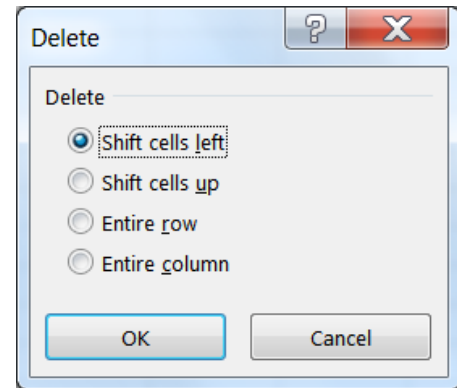 Delete
?
X
Delete
Shift cells left
Shift cells up
Entire row
Entire column
OK
Cancel